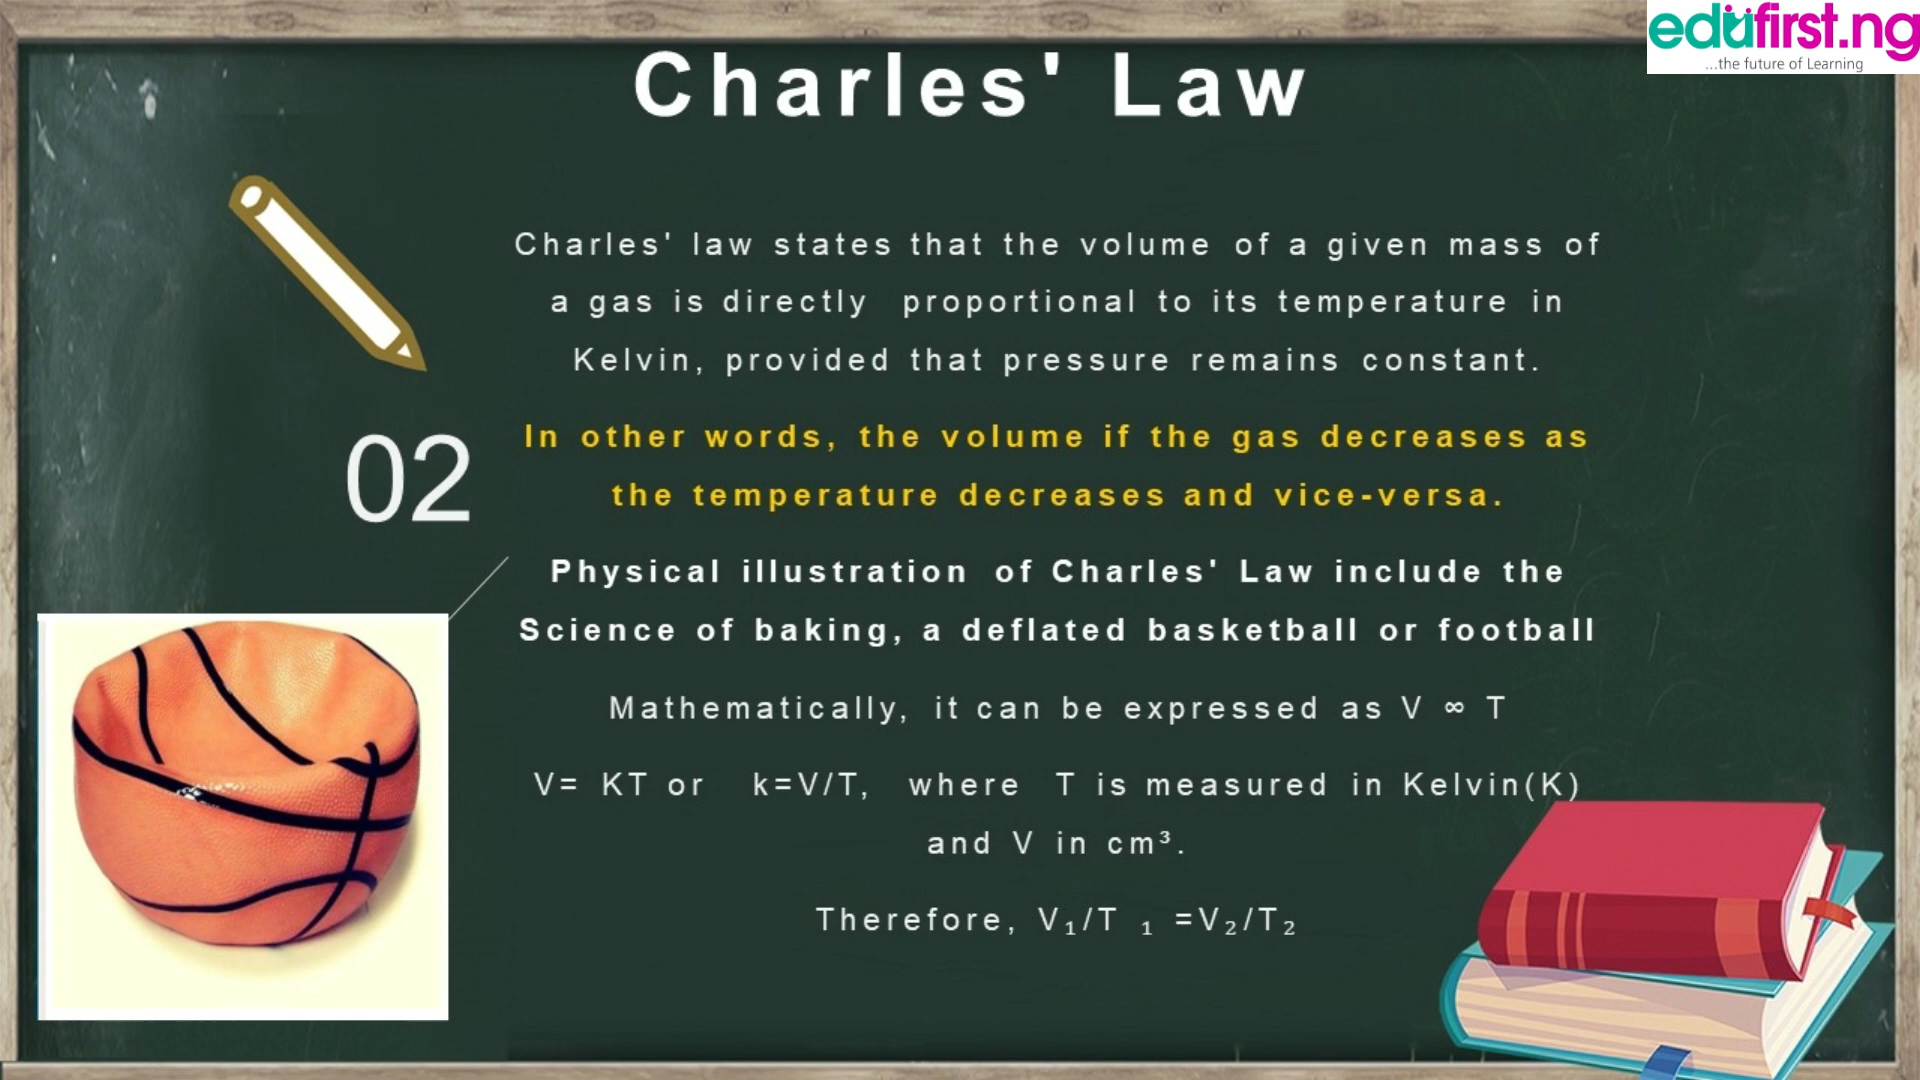 edufirst.ng
...the future of Learning
Charles' Law
Charles' law states that the volume of a given mass of
a gas is directly proportional to its temperature in
Kelvin, provided that pressure remains constant.
02
In other words, the volume if the gas decreases as
the temperature decreases and vice-versa.
Physical illustration of Charles' Law include the
Science of baking, a deflated basketball or football
Mathematically, it can be expressed as V ∞ T
V= KT or k=V/T, where T is measured in Kelvin(K)
and V in cm³.
Therefore, V₁/T ₁ =V₂/T₂